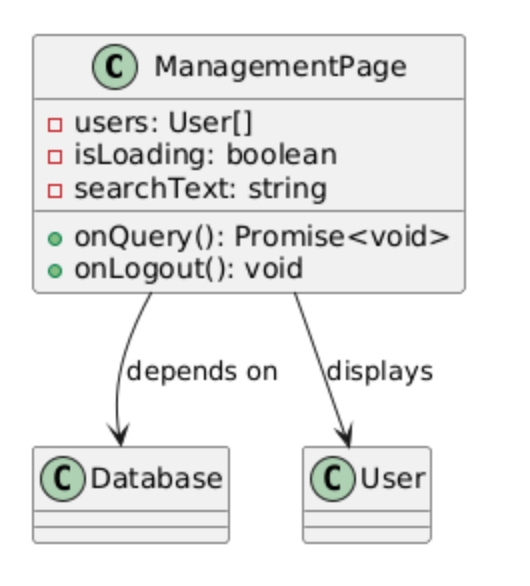 C ManagementPage
users: User[]
isLoading: boolean
searchText: string
onQuery(): Promise<void>
onLogout(): void
depends on
displays
C Database
C User